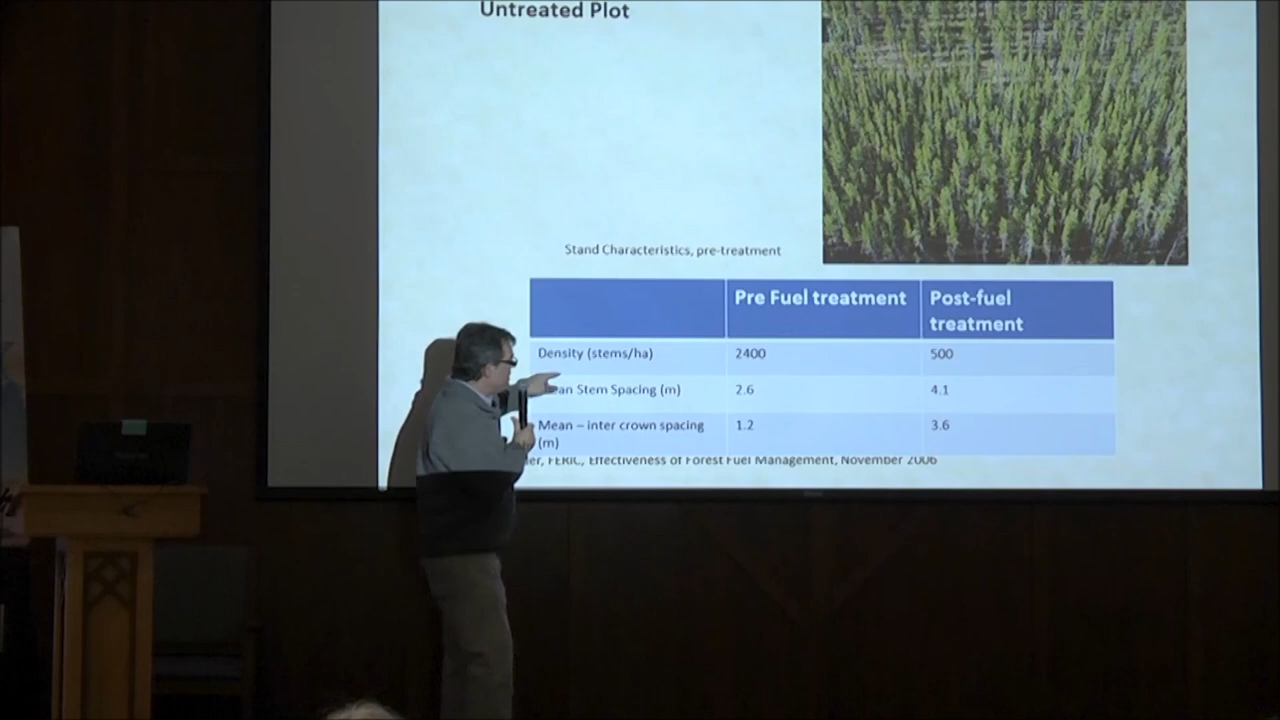 Untreated Plot
Stand Characteristics, pre-treatment
Pre Fuel treatment
Post-fuel
treatment
Density (stems/ha)
2400
500
Stem Spacing (m)
2.6
4.1
Mean – inter crown spacing
(m)
1.2
3.6
FERIC, Effectiveness of Forest Fuel Management, November 2006